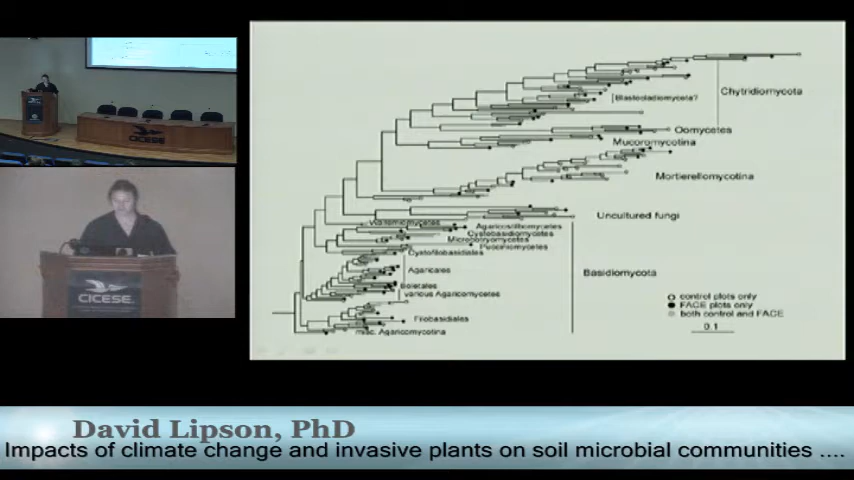 CICESE
CICESE
Chytridiomycota
Blastocladiomycota?
Oomycetes
Mucoromycotina
Mortierellomycotina
Uncultured fungi
Wallemiomycetes
Agaricostilbomycetes
Cystobasidiomycetes
Microbotryomycetes
Pucciniomycetes
Cystofilobasidiales
Agaricales
Basidiomycota
Boletales
various Agaricomycetes
control plots only
FACE plots only
both control and FACE
0.1
Filobasidiales
misc. Agaricomycotina
David Lipson, PhD
Impacts of climate change and invasive plants on soil microbial communities ....